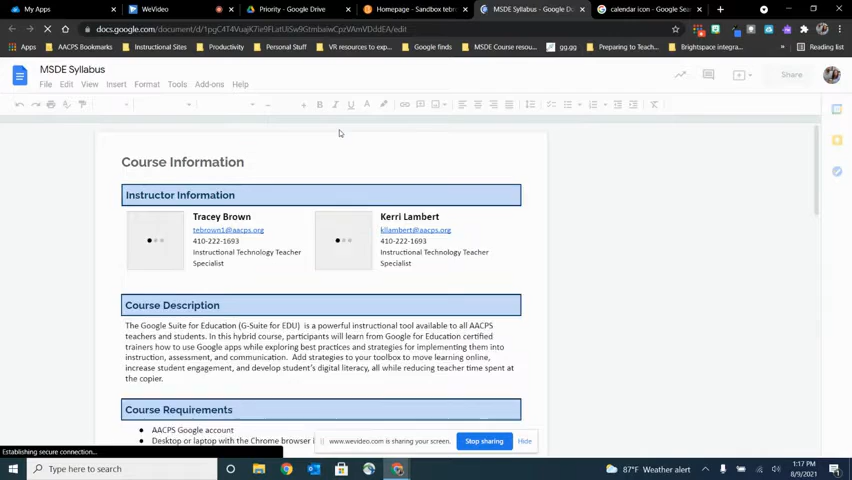 My Apps
WeVideo
Priority - Google Drive
Homepage - Sandbox tebro
MSDE Syllabus - Google Do
calendar icon - Google Sea
docs.google.com/document/d/1pgC4T4VuajK7ie9FLatUiSw9GtmbaiwCpzVAmVDddEA/edit
Apps
AACPS Bookmarks
Instructional Sites
Productivity
Personal Stuff
VR resources to exp...
Google finds
MSDE Course resou...
gg.gg
Preparing to Teach...
Brightspace integra...
Reading list
MSDE Syllabus
Share
File Edit View Insert Format Tools Add-ons Help
Course Information
Instructor Information
Tracey Brown
tebrown1@aacps.org
410-222-1693
Instructional Technology Teacher
Specialist
Kerri Lambert
kllambert@aacps.org
410-222-1693
Instructional Technology Teacher
Specialist
Course Description
The Google Suite for Education (G-Suite for EDU)  is a powerful instructional tool available to all AACPS
teachers and students. In this hybrid course, participants will learn from Google for Education certified
trainers how to use Google apps while exploring best practices and strategies for implementing them into
instruction, assessment, and communication.  Add strategies to your toolbox to move learning online,
increase student engagement, and develop student's digital literacy, all while reducing teacher time spent at
the copier.
Course Requirements
● AACPS Google account
● Desktop or laptop with the Chrome browser i
www.wevideo.com is sharing your screen.
Stop sharing
Hide
Establishing secure connection...
Type here to search
87°F Weather alert
1:17 PM
8/9/2021